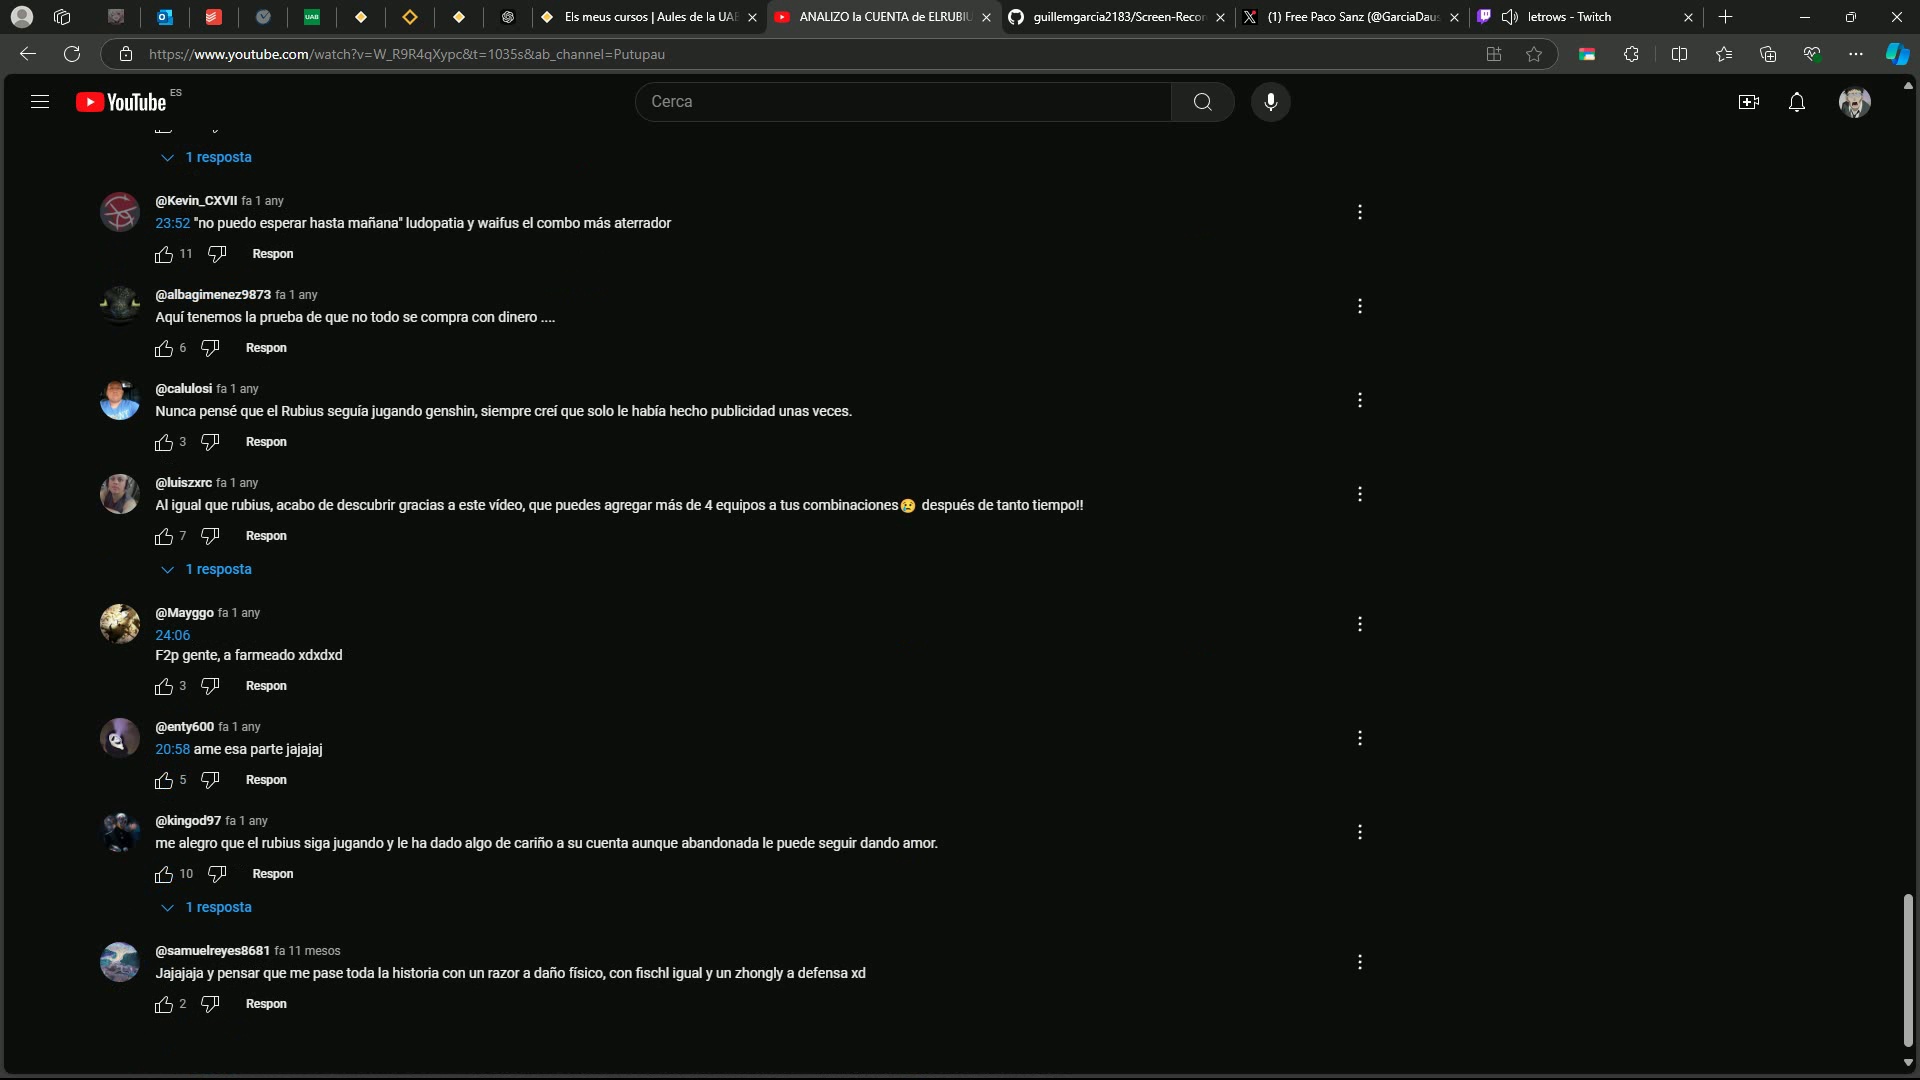 UAB
Els meus cursos | Aules de la UAB
ANALIZO la CUENTA de ELRUBIU
guillemgarcia2183/Screen-Recor
(1) Free Paco Sanz (@GarciaDaus
letrows - Twitch
https://www.youtube.com/watch?v=W_R9R4qXypc&t=1035s&ab_channel=Putupau
YouTube ES
Cerca
1 resposta
@Kevin_CXVII fa 1 any
23:52 "no puedo esperar hasta mañana" ludopatia y waifus el combo más aterrador
11 Respon
@albagimenez9873 fa 1 any
Aquí tenemos la prueba de que no todo se compra con dinero ....
6 Respon
@calulosi fa 1 any
Nunca pensé que el Rubius seguía jugando genshin, siempre creí que solo le había hecho publicidad unas veces.
3 Respon
@luiszxrc fa 1 any
Al igual que rubius, acabo de descubrir gracias a este vídeo, que puedes agregar más de 4 equipos a tus combinaciones😢 después de tanto tiempo!!
7 Respon
1 resposta
@Mayggo fa 1 any
24:06
F2p gente, a farmeado xdxdxd
3 Respon
@enty600 fa 1 any
20:58 ame esa parte jajajaj
5 Respon
@kingod97 fa 1 any
me alegro que el rubius siga jugando y le ha dado algo de cariño a su cuenta aunque abandonada le puede seguir dando amor.
10 Respon
1 resposta
@samuelreyes8681 fa 11 mesos
Jajajaja y pensar que me pase toda la historia con un razor a daño físico, con fischl igual y un zhongly a defensa xd
2 Respon